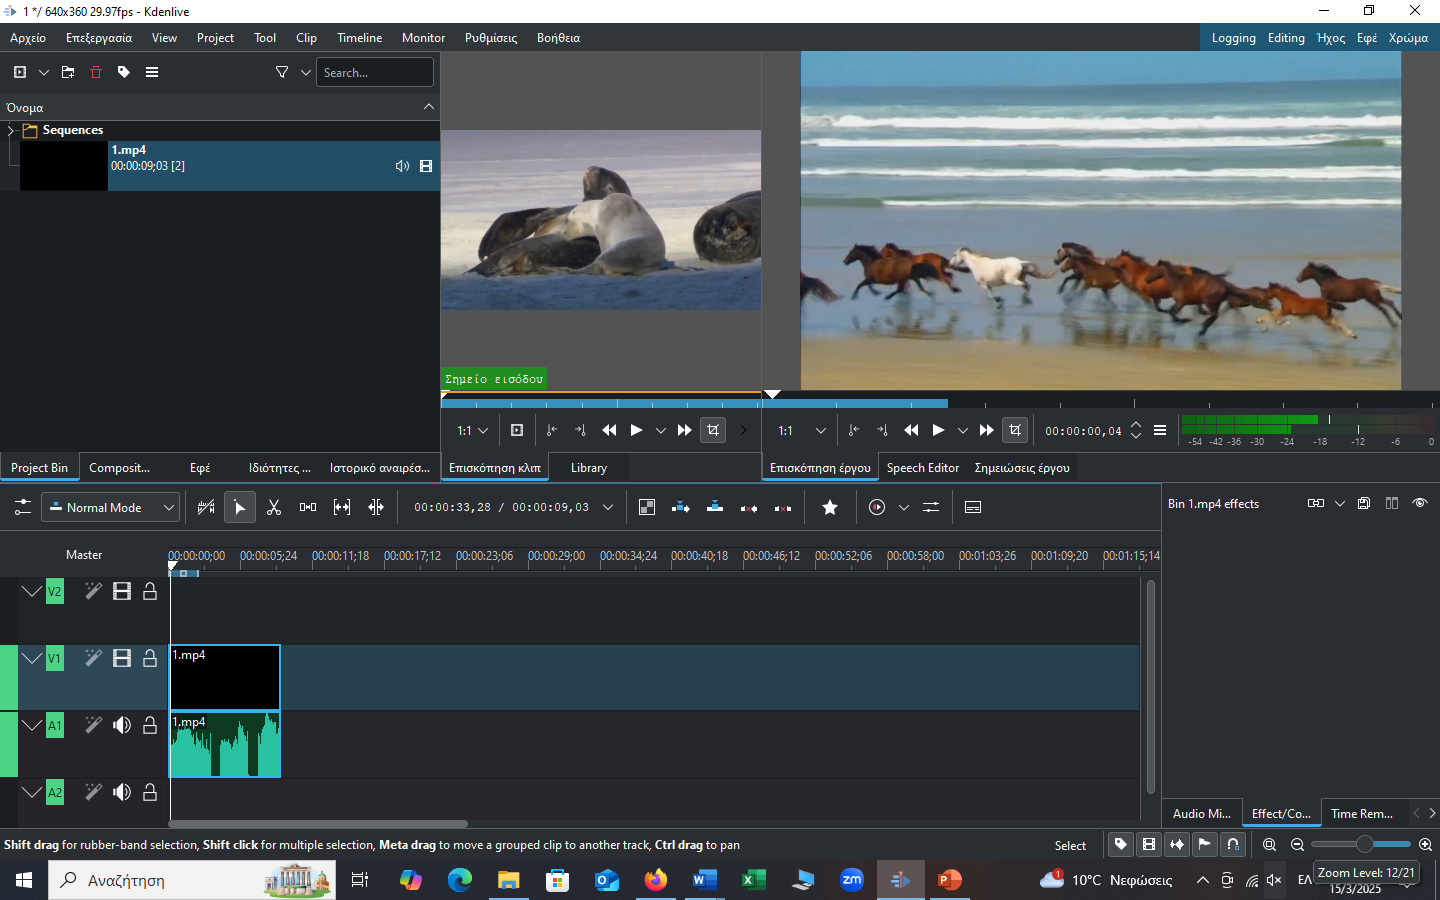 1 */ 640x360 29.97fps - Kdenlive
Αρχείο Επεξεργασία View Project Tool Clip Timeline Monitor Ρυθμίσεις Βοήθεια Logging Editing Ήχος Εφέ Χρώμα
Search...
Όνομα
Sequences
1.mp4
00:00:09;03 [2]
Σημείο εισόδου
1:1
1:1 00:00:00,04
-54 -42 -36 -30 -24 -18 -12 -6 0
Project Bin Composit... Εφέ Ιδιότητες ... Ιστορικό αναιρέσ... Επισκόπηση κλιπ Library Επισκόπηση έργου Speech Editor Σημειώσεις έργου
Normal Mode 00:00:33,28 / 00:00:09,03
Bin 1.mp4 effects
Master 00:00:00;00 00:00:05;24 00:00:11;18 00:00:17;12 00:00:23;06 00:00:29;00 00:00:34;24 00:00:40;18 00:00:46;12 00:00:52;06 00:00:58;00 00:01:03;26 00:01:09;20 00:01:15;14
V2
V1 1.mp4
A1 1.mp4
A2
Audio Mi... Effect/Co... Time Rem...
Shift drag for rubber-band selection, Shift click for multiple selection, Meta drag to move a grouped clip to another track, Ctrl drag to pan
Select
Αναζήτηση
10°C Νεφώσεις
ΕΛ
Zoom Level: 12/21
15/3/2025